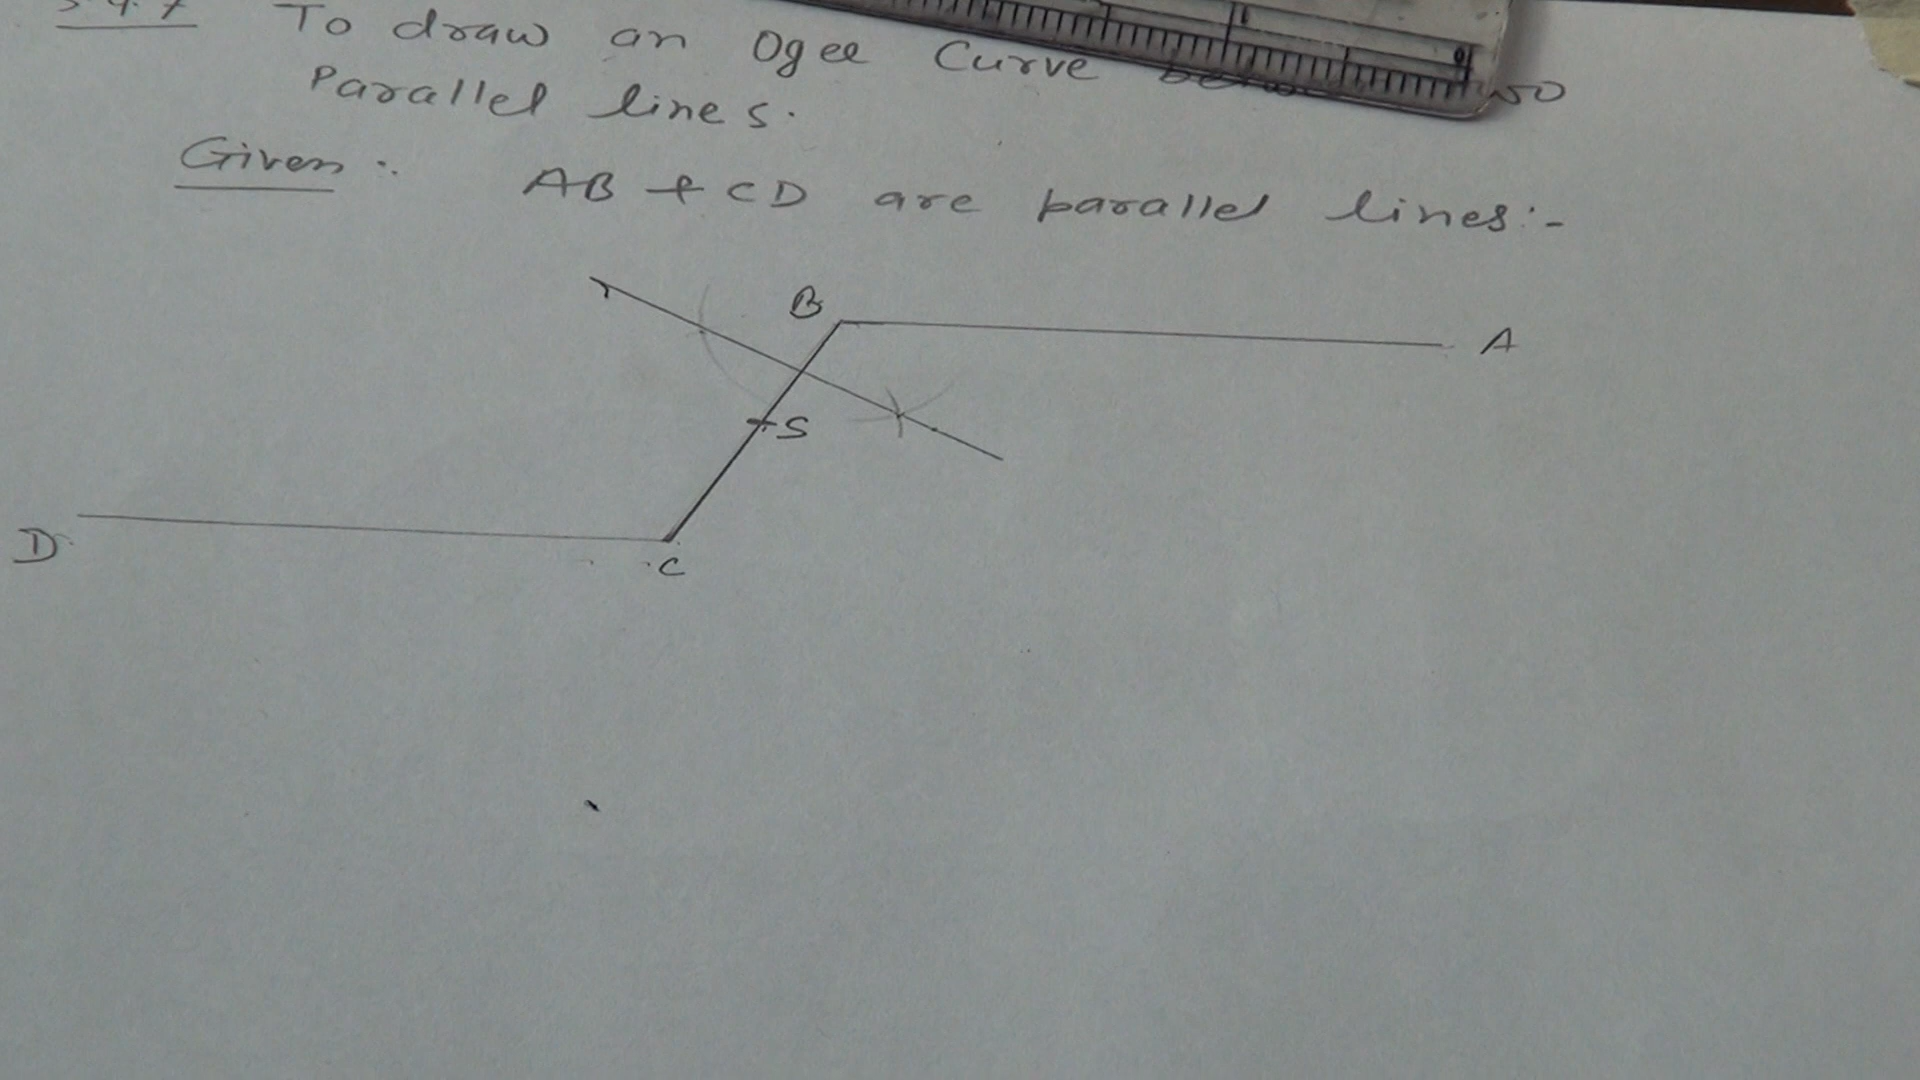 To draw an Ogee Curve
Parallel lines.
Given :
AB & CD are parallel lines:-
B
A
S
D
C